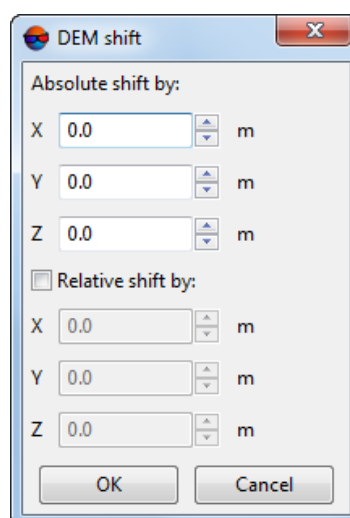 DEM shift
Absolute shift by:
X 0.0 m
Y 0.0 m
Z 0.0 m
Relative shift by:
X 0.0 m
Y 0.0 m
Z 0.0 m
OK Cancel